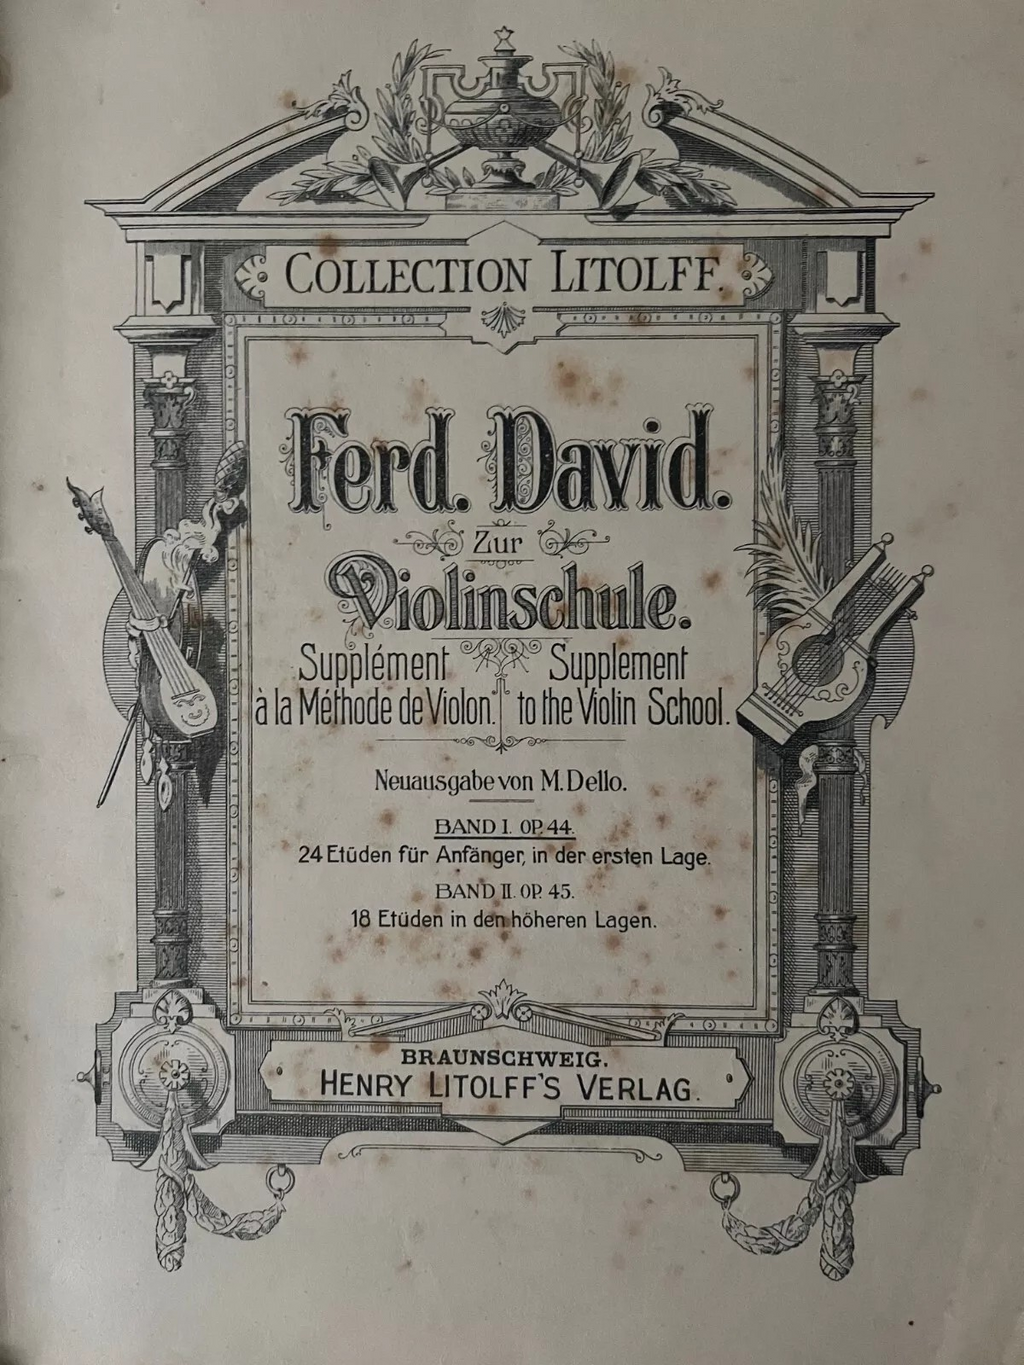 COLLECTION LITOLFF.
Ferd. David.
Zur
Violinschule.
Supplément
à la Méthode de Violon.
Supplement
to the Violin School.
Neuausgabe von M. Dello.
BAND I. OP. 44.
24 Etüden für Anfänger, in der ersten Lage.
BAND II. OP. 45.
18 Etüden in den höheren Lagen.
BRAUNSCHWEIG.
HENRY LITOLFF'S VERLAG.